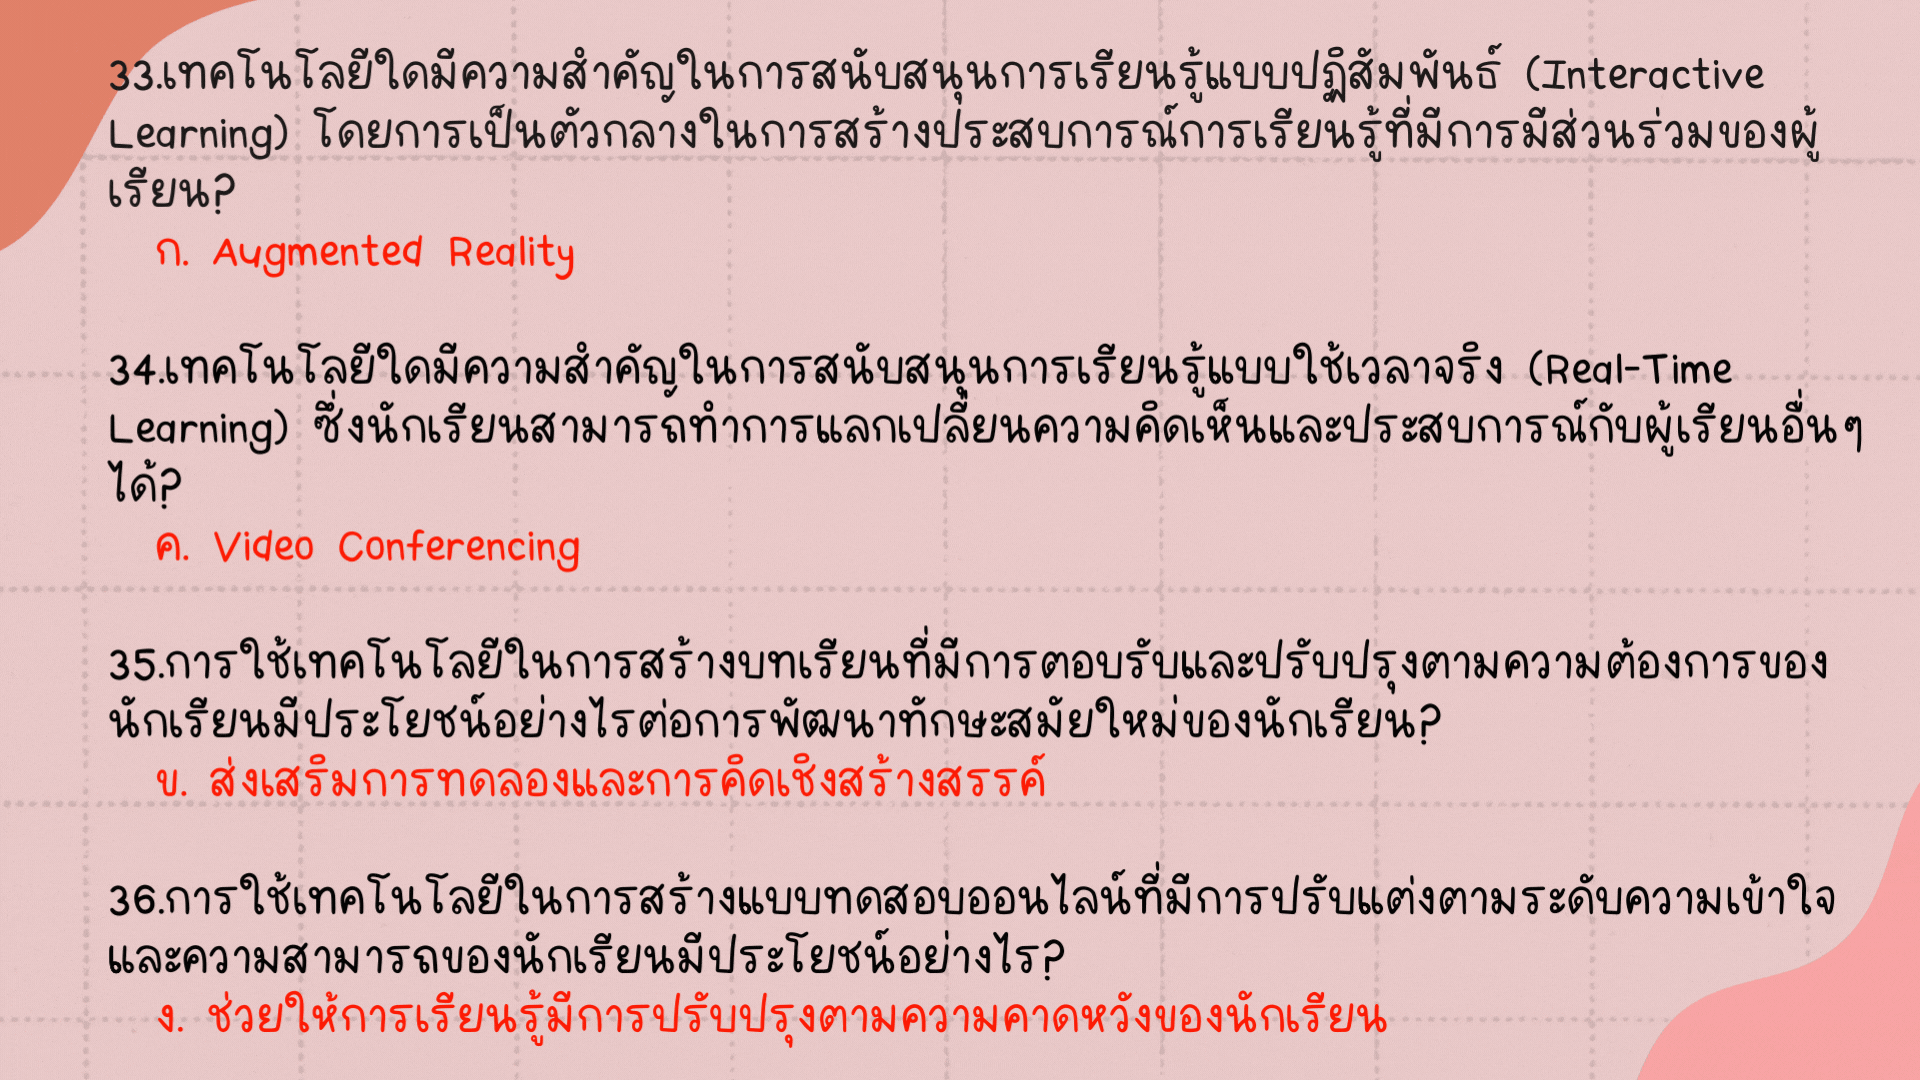 33.เทคโนโลยีใดมีความสำคัญในการสนับสนุนการเรียนรู้แบบปฏิสัมพันธ์ (Interactive
Learning) โดยการเป็นตัวกลางในการสร้างประสบการณ์การเรียนรู้ที่มีการมีส่วนร่วมของผู้
เรียน?
ก. Augmented Reality
34.เทคโนโลยีใดมีความสำคัญในการสนับสนุนการเรียนรู้แบบใช้เวลาจริง (Real-Time
Learning) ซึ่งนักเรียนสามารถทำการแลกเปลี่ยนความคิดเห็นและประสบการณ์กับผู้เรียนอื่นๆ
ได้?
ค. Video Conferencing
35.การใช้เทคโนโลยีในการสร้างบทเรียนที่มีการตอบรับและปรับปรุงตามความต้องการของ
นักเรียนมีประโยชน์อย่างไรต่อการพัฒนาทักษะสมัยใหม่ของนักเรียน?
ข. ส่งเสริมการทดลองและการคิดเชิงสร้างสรรค์
36.การใช้เทคโนโลยีในการสร้างแบบทดสอบออนไลน์ที่มีการปรับแต่งตามระดับความเข้าใจ
และความสามารถของนักเรียนมีประโยชน์อย่างไร?
ง. ช่วยให้การเรียนรู้มีการปรับปรุงตามความคาดหวังของนักเรียน